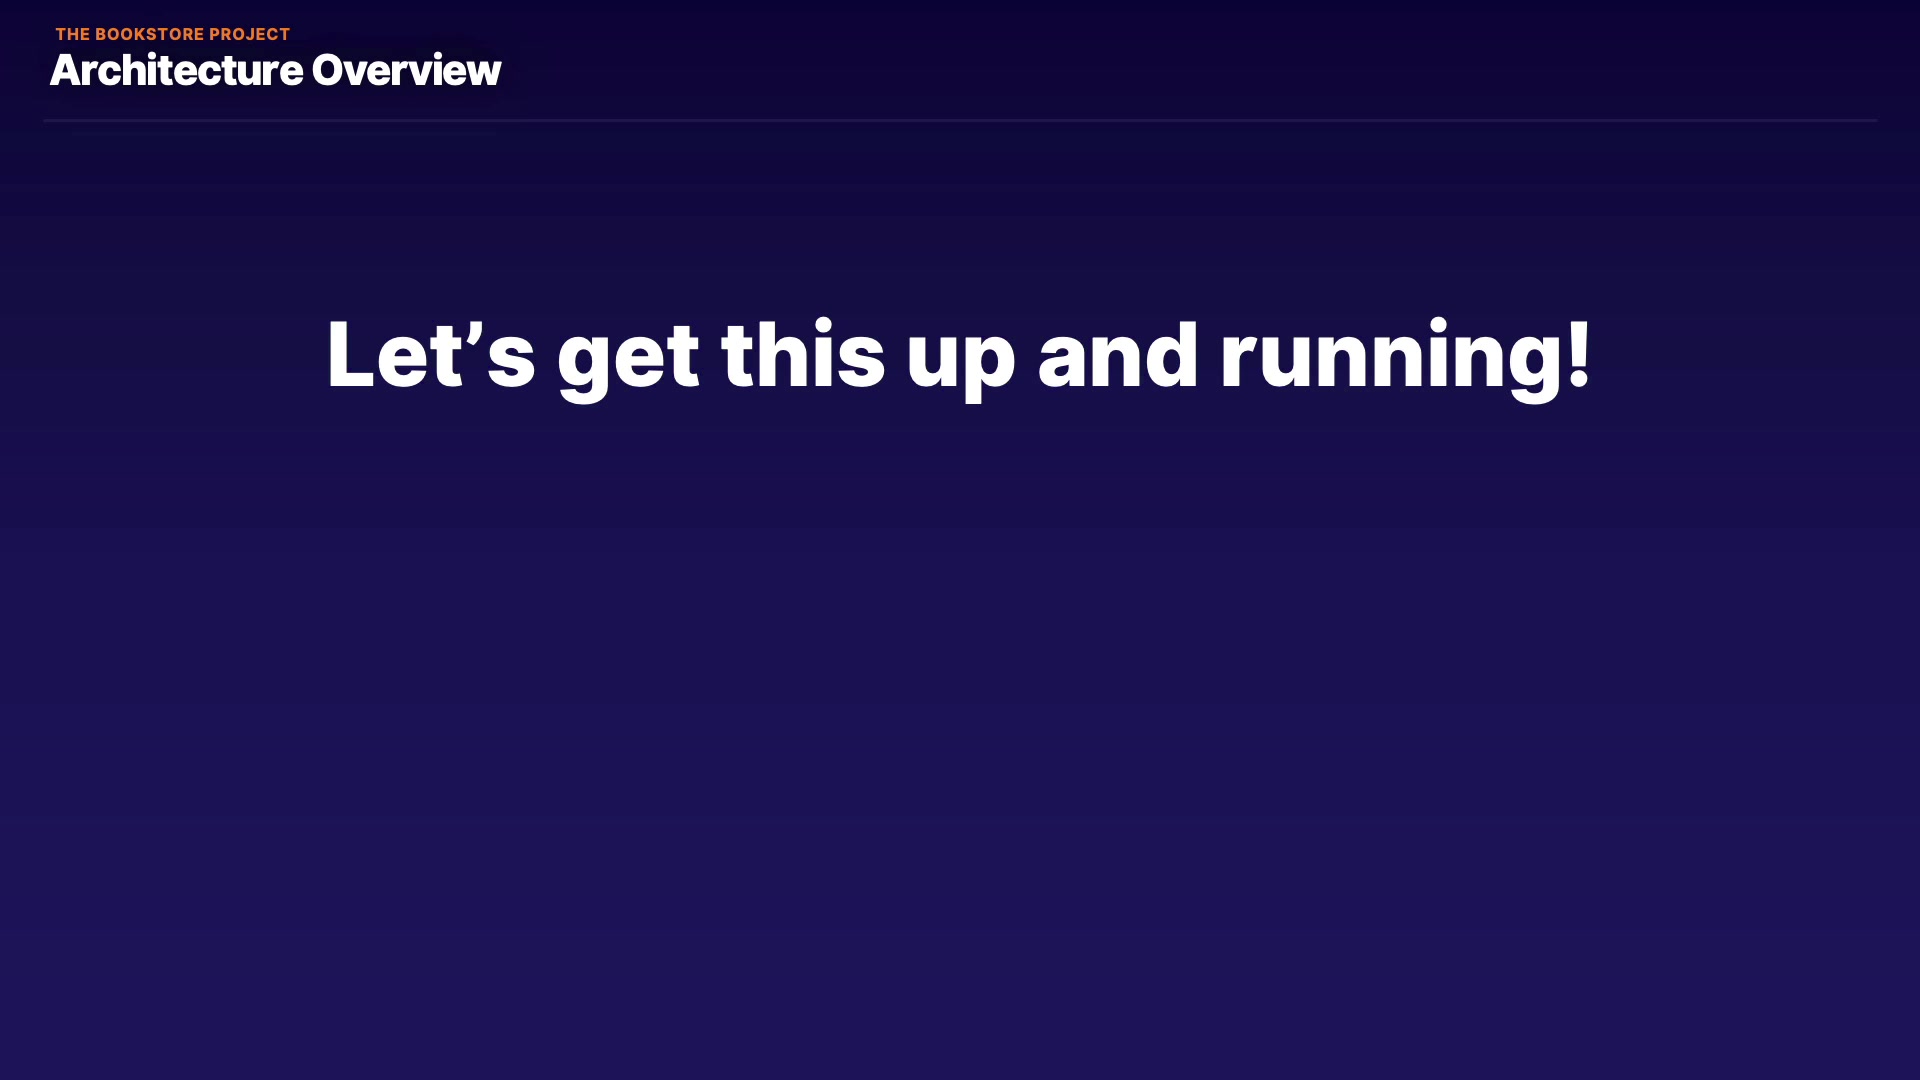 THE BOOKSTORE PROJECT
Architecture Overview
Let’s get this up and running!